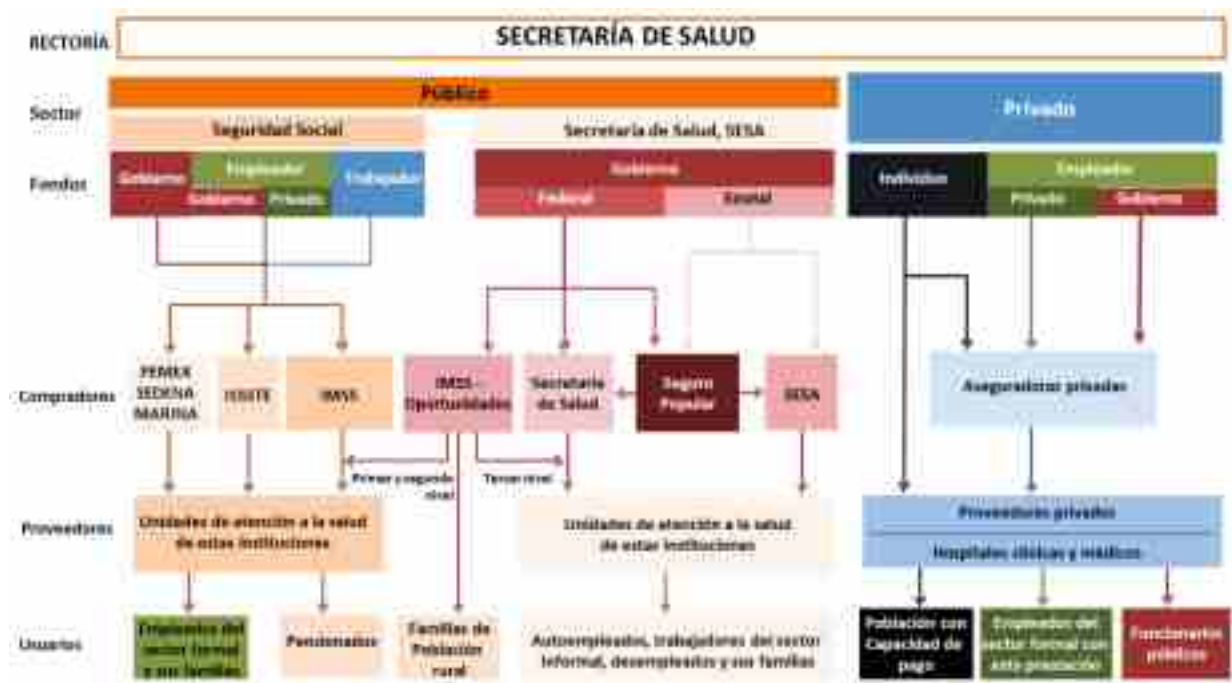 RECTORÍA
SECRETARÍA DE SALUD
Sector
Público
Privado
Seguridad Social
Secretaría de Salud, SESA
Fondos
Gobierno
Empleador
Trabajador
Gobierno
Privado
Gobierno
Federal
Estatal
Individuos
Empleador
Privado
Gobierno
Compradores
PEMEX
SEDENA
MARINA
ISSSTE
IMSS
IMSS -
Oportunidades
Secretaría
de Salud
Seguro
Popular
SESA
Aseguradoras privadas
Primer y segundo
nivel
Tercer nivel
Proveedores
Unidades de atención a la salud
de estas instituciones
Unidades de atención a la salud
de estas instituciones
Proveedores privados
Hospitales clínicas y médicos
Usuarios
Empleados del
sector formal
y sus familias
Pensionados
Familias de
Población
rural
Autoempleados, trabajadores del sector
Informal, desempleados y sus familias
Población con
Capacidad de
pago
Empleados del
sector formal con
esta prestación
Funcionarios
públicos